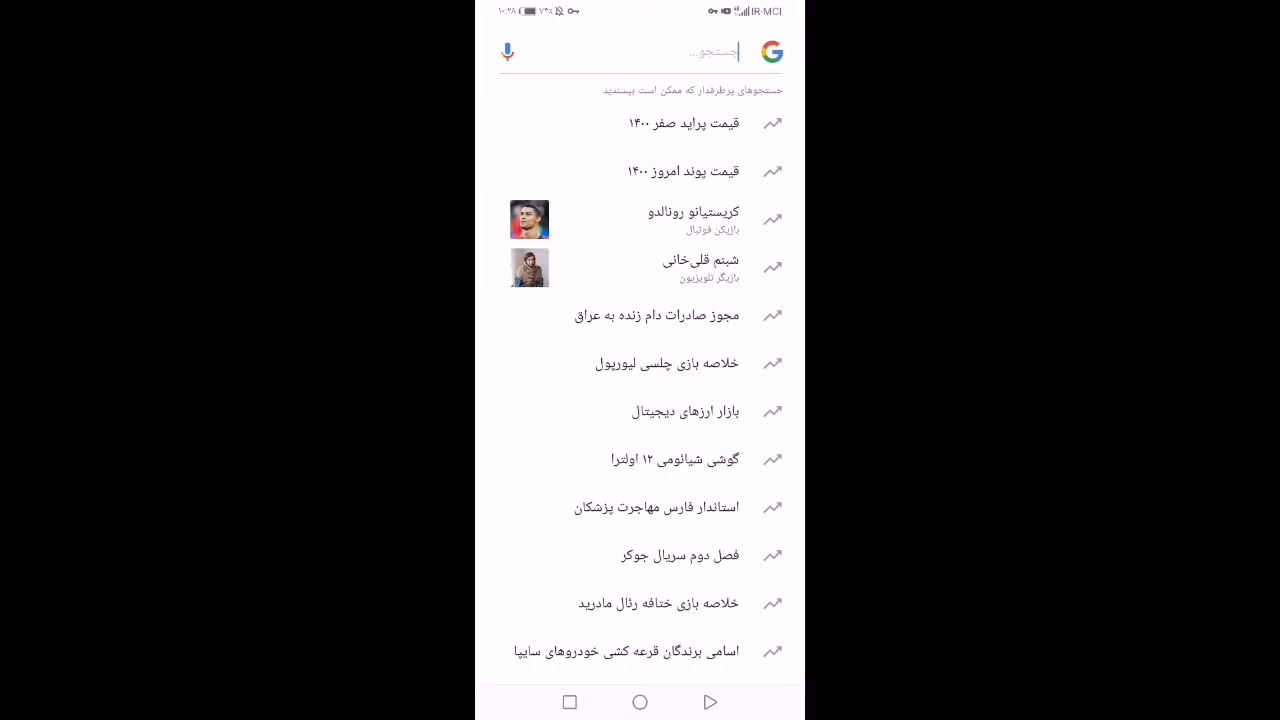 ۱۰:۲۸ ۷۴٪ IR-MCI
جستجو...
جستجوهای پرطرفدار که ممکن است بپسندید
قیمت پراید صفر ۱۴۰۰
قیمت پوند امروز ۱۴۰۰
کریستیانو رونالدو
بازیکن فوتبال
شبنم قلی‌خانی
بازیگر تلویزیون
مجوز صادرات دام زنده به عراق
خلاصه بازی چلسی لیورپول
بازار ارزهای دیجیتال
گوشی شیائومی ۱۲ اولترا
استاندار فارس مهاجرت پزشکان
فصل دوم سریال جوکر
خلاصه بازی ختافه رئال مادرید
اسامی برندگان قرعه کشی خودروهای سایپا